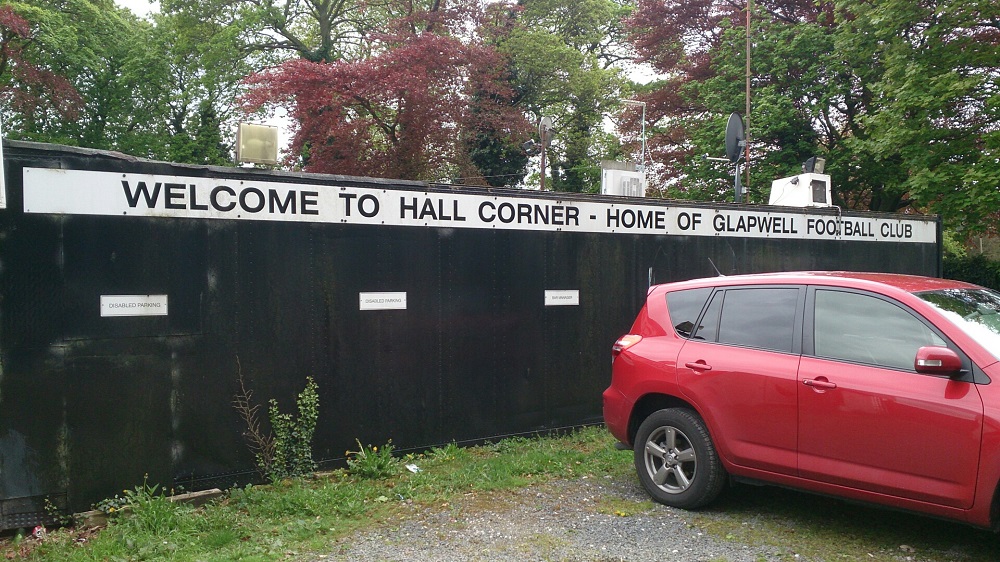 WELCOME TO HALL CORNER - HOME OF GLAPWELL FOOTBALL CLUB
DISABLED PARKING
DISABLED PARKING